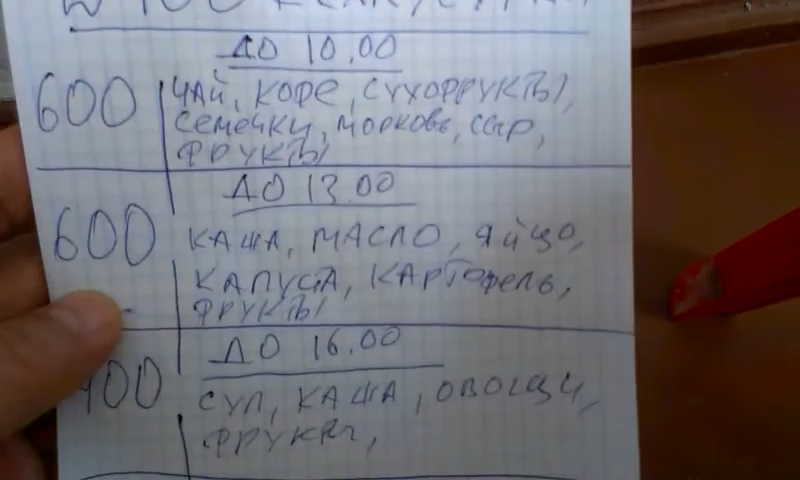 ДО 10.00
600 ЧАЙ, КОФЕ, СУХОФРУКТЫ,
СЕМЕЧКИ, МОРКОВЬ, СЫР,
ФРУКТЫ
ДО 13.00
600 КАША, МАСЛО, ЯЙЦО,
КАПУСТА, КАРТОФЕЛЬ,
ФРУКТЫ
ДО 16.00
400 СУП, КАША, ОВОЩИ,
ФРУКТЫ,